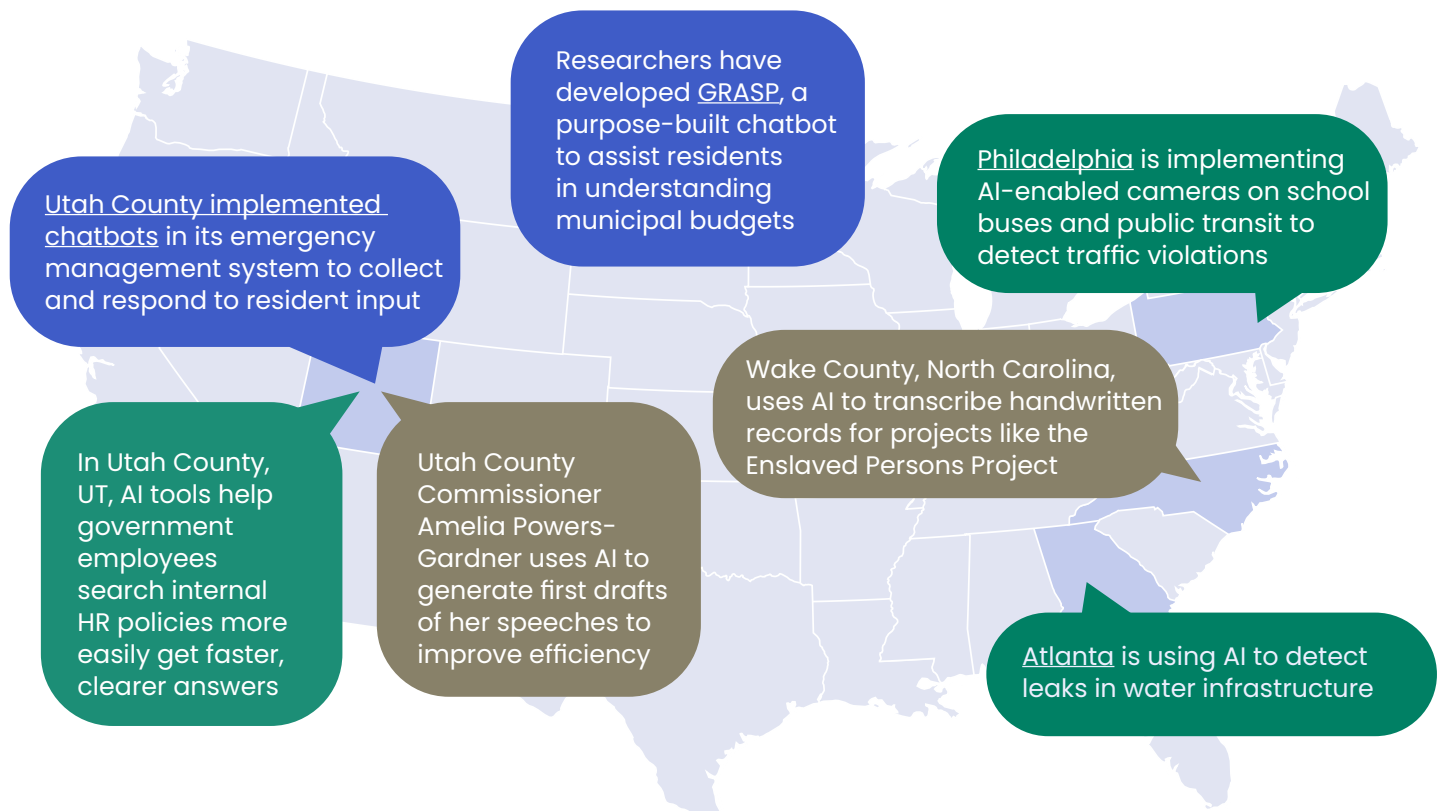 Researchers have
developed GRASP, a
purpose-built chatbot
to assist residents
in understanding
municipal budgets
Philadelphia is implementing
AI-enabled cameras on school
buses and public transit to
detect traffic violations
Utah County implemented
chatbots in its emergency
management system to collect
and respond to resident input
Wake County, North Carolina,
uses AI to transcribe handwritten
records for projects like the
Enslaved Persons Project
In Utah County,
UT, AI tools help
government
employees
search internal
HR policies more
easily get faster,
clearer answers
Utah County
Commissioner
Amelia Powers-
Gardner uses AI to
generate first drafts
of her speeches to
improve efficiency
Atlanta is using AI to detect
leaks in water infrastructure